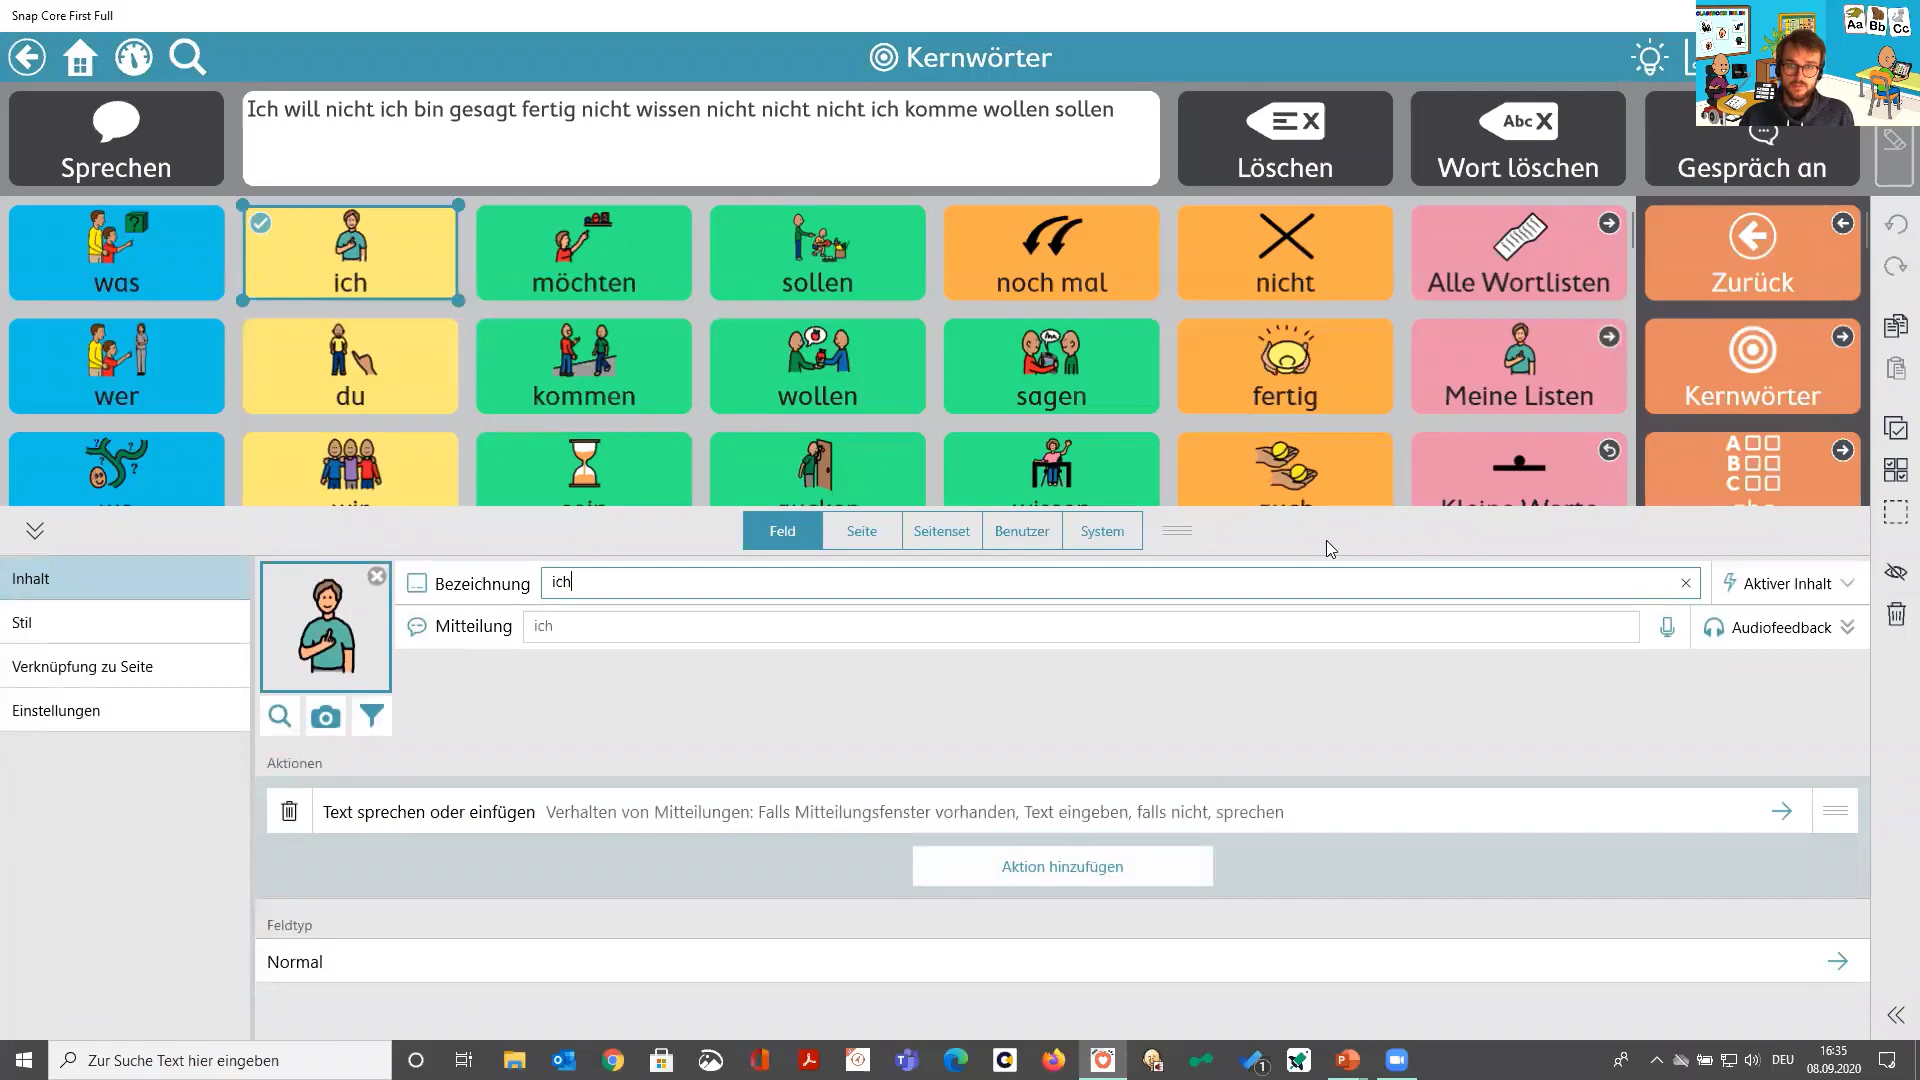 Snap Core First Full
Kernwörter
Aa Bb Cc
Sprechen
Ich will nicht ich bin gesagt fertig nicht wissen nicht nicht nicht ich komme wollen sollen
Löschen
Abc
Wort löschen
Gespräch an
was
ich
möchten
sollen
noch mal
nicht
Alle Wortlisten
Zurück
wer
du
kommen
wollen
sagen
fertig
Meine Listen
Kernwörter
A
B
C
Feld
Seite
Seitenset
Benutzer
System
Inhalt
Stil
Verknüpfung zu Seite
Einstellungen
Bezeichnung
ich
Aktiver Inhalt
Mitteilung
ich
Audiofeedback
Aktionen
Text sprechen oder einfügen Verhalten von Mitteilungen: Falls Mitteilungsfenster vorhanden, Text eingeben, falls nicht, sprechen
Aktion hinzufügen
Feldtyp
Normal
Zur Suche Text hier eingeben
1
DEU
16:35
08.09.2020